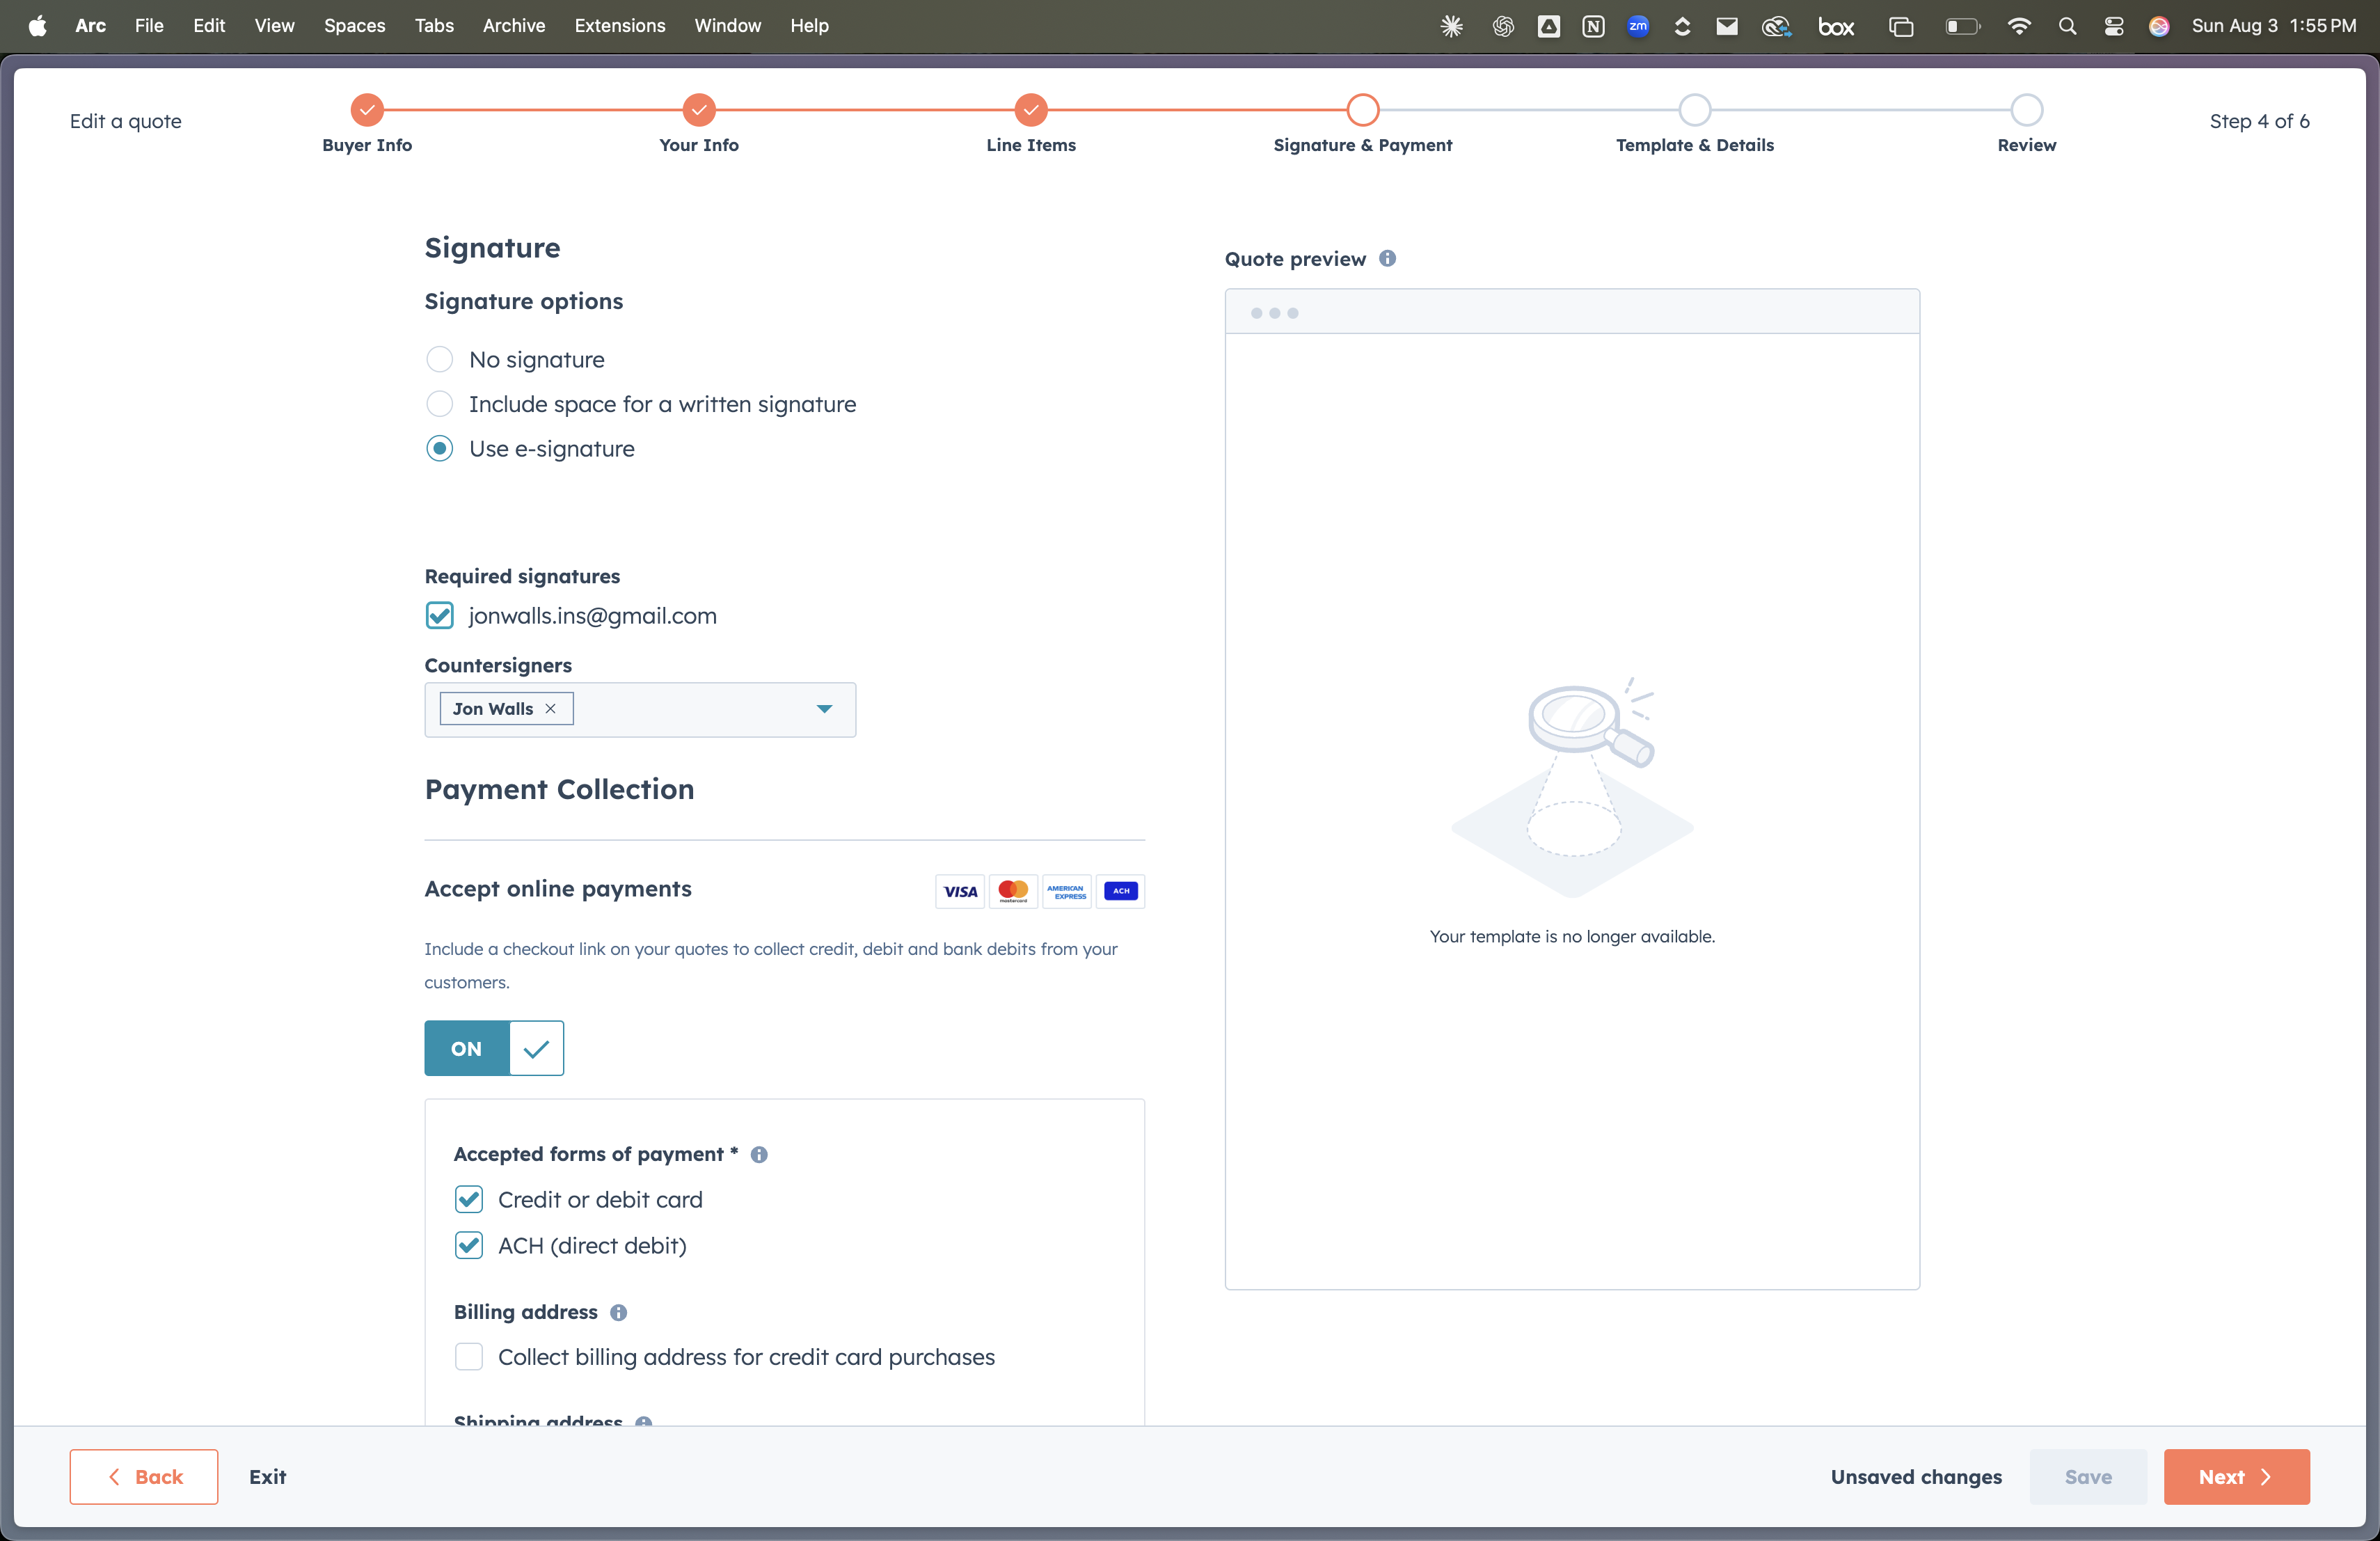 Arc File Edit View Spaces Tabs Archive Extensions Window Help
zm box Sun Aug 3 1:55 PM
Edit a quote
Buyer Info
Your Info
Line Items
Signature & Payment
Template & Details
Review
Step 4 of 6
Signature
Signature options
No signature
Include space for a written signature
Use e-signature
Required signatures
jonwalls.ins@gmail.com
Countersigners
Jon Walls
Payment Collection
Accept online payments
VISA mastercard AMERICAN EXPRESS ACH
Include a checkout link on your quotes to collect credit, debit and bank debits from your
customers.
ON
Accepted forms of payment *
Credit or debit card
ACH (direct debit)
Billing address
Collect billing address for credit card purchases
Shipping address
Quote preview
Your template is no longer available.
Back
Exit
Unsaved changes
Save
Next